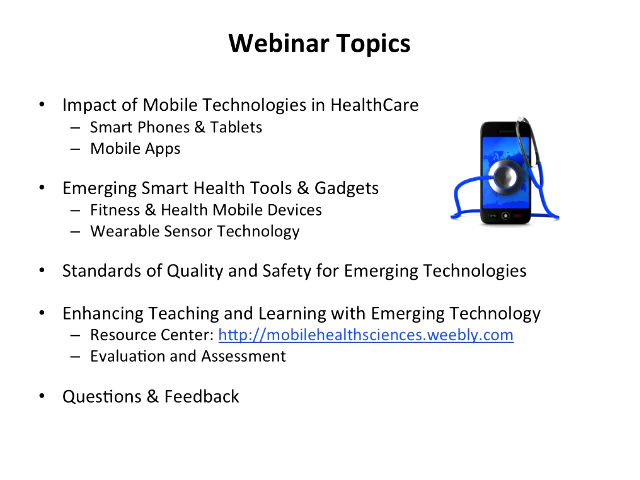 Webinar Topics
• Impact of Mobile Technologies in HealthCare
– Smart Phones & Tablets
– Mobile Apps
• Emerging Smart Health Tools & Gadgets
– Fitness & Health Mobile Devices
– Wearable Sensor Technology
• Standards of Quality and Safety for Emerging Technologies
• Enhancing Teaching and Learning with Emerging Technology
– Resource Center: http://mobilehealthsciences.weebly.com
– Evaluation and Assessment
• Questions & Feedback